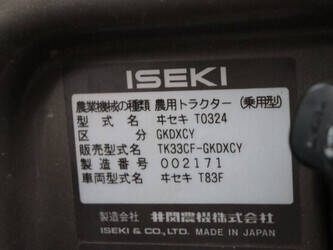 ISEKI
農業機械の種類 農用トラクター (乗用型)
型式名 ヰセキ T0324
区分 GKDXCY
販売型式名 TK33CF-GKDXCY
製造番号 002171
車両型式名 ヰセキ T83F
製造会社 井関農機株式会社
ISEKI & CO., LTD. MADE IN JAPAN